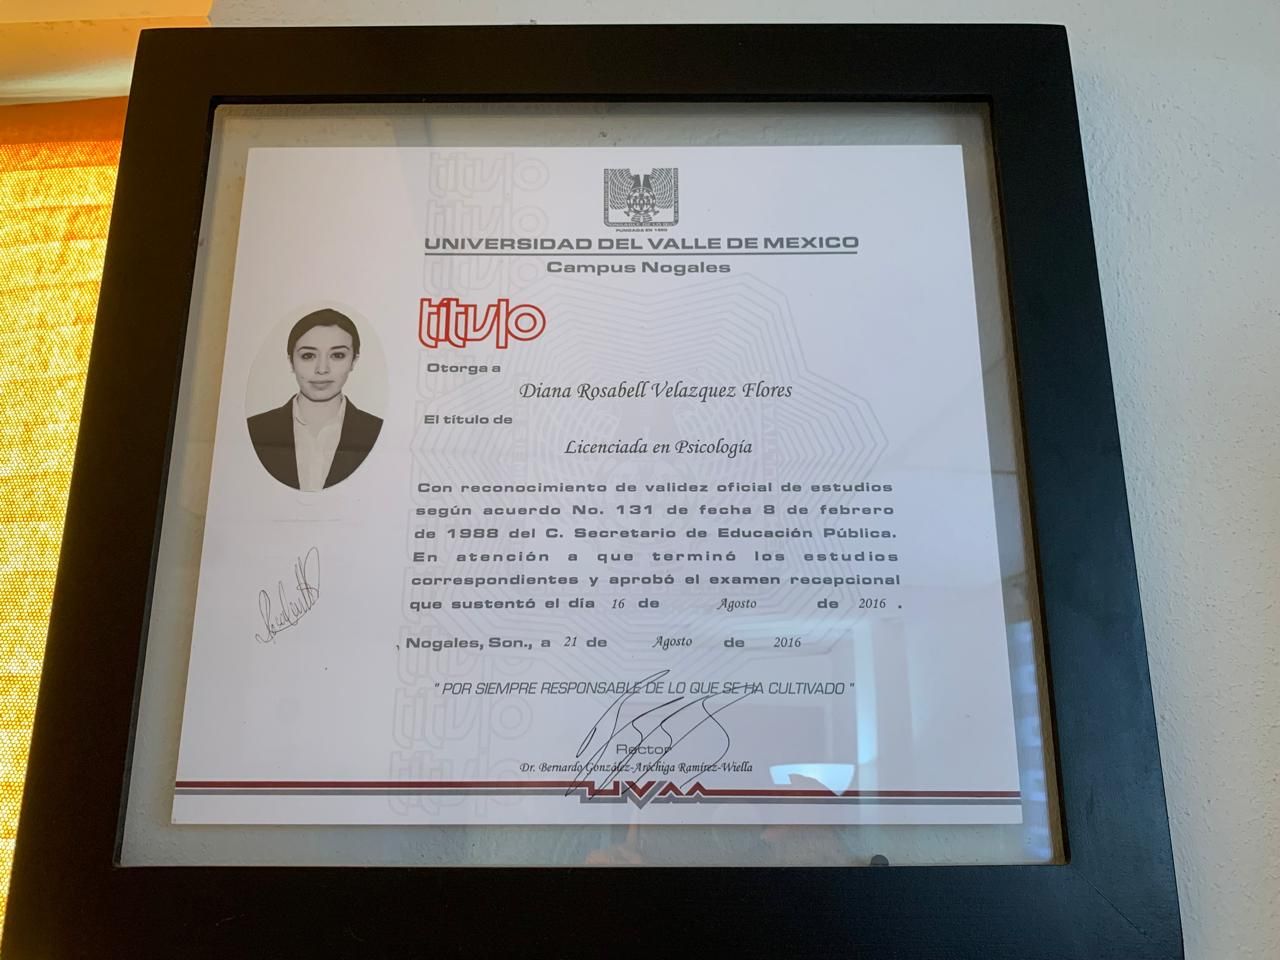 FUNDADA EN 1960
UNIVERSIDAD DEL VALLE DE MEXICO
Campus Nogales
título
Otorga a
Diana Rosabell Velazquez Flores
El título de
Licenciada en Psicología
Con reconocimiento de validez oficial de estudios
según acuerdo No. 131 de fecha 8 de febrero
de 1988 del C. Secretario de Educación Pública.
En atención a que terminó los estudios
correspondientes y aprobó el examen recepcional
que sustentó el día 16 de Agosto de 2016 .
Nogales, Son., a 21 de Agosto de 2016
" POR SIEMPRE RESPONSABLE DE LO QUE SE HA CULTIVADO "
Rector
Dr. Bernardo González-Aréchiga Ramírez-Wiella
UVM